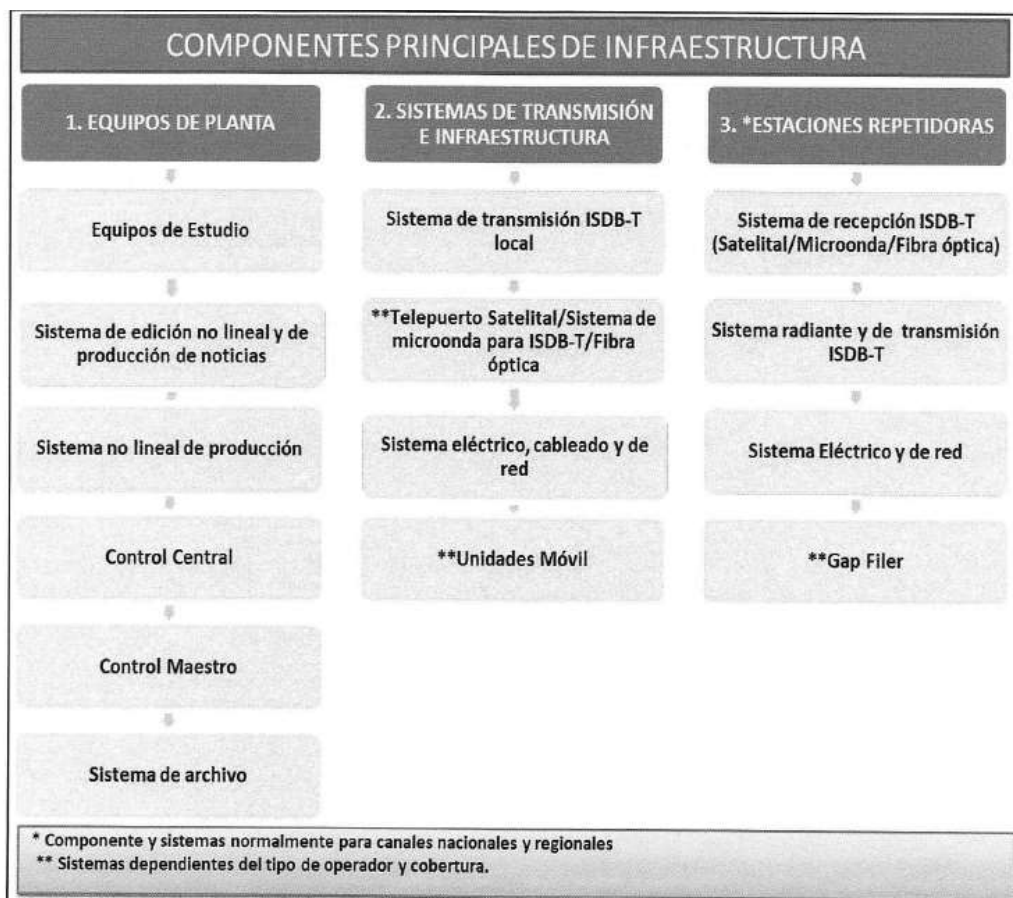 COMPONENTES PRINCIPALES DE INFRAESTRUCTURA
1. EQUIPOS DE PLANTA
Equipos de Estudio
Sistema de edición no lineal y de
producción de noticias
Sistema no lineal de producción
Control Central
Control Maestro
Sistema de archivo
2. SISTEMAS DE TRANSMISIÓN
E INFRAESTRUCTURA
Sistema de transmisión ISDB-T
local
**Telepuerto Satelital/Sistema de
microonda para ISDB-T/Fibra
óptica
Sistema eléctrico, cableado y de
red
**Unidades Móvil
3. *ESTACIONES REPETIDORAS
Sistema de recepción ISDB-T
(Satelital/Microonda/Fibra óptica)
Sistema radiante y de transmisión
ISDB-T
Sistema Eléctrico y de red
**Gap Filer
* Componente y sistemas normalmente para canales nacionales y regionales
** Sistemas dependientes del tipo de operador y cobertura.